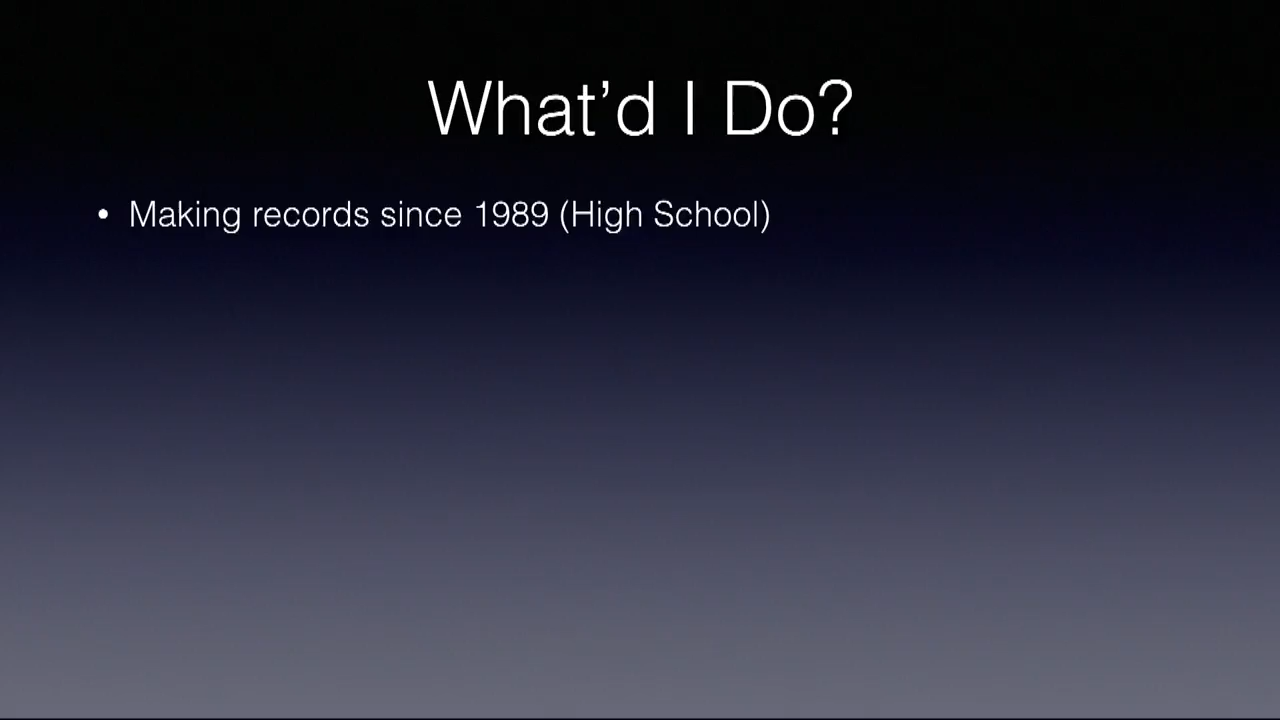 What’d I Do?
• Making records since 1989 (High School)